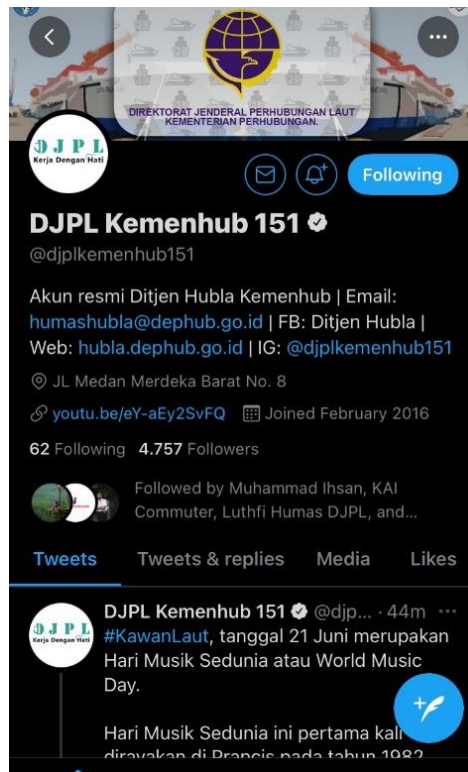 DIREKTORAT JENDERAL PERHUBUNGAN LAUT
KEMENTERIAN PERHUBUNGAN.
DJPL
Kerja Dengan Hati
Following
DJPL Kemenhub 151
@djplkemenhub151
Akun resmi Ditjen Hubla Kemenhub | Email:
humashubla@dephub.go.id | FB: Ditjen Hubla |
Web: hubla.dephub.go.id | IG: @djplkemenhub151
JL Medan Merdeka Barat No. 8
youtu.be/eY-aEy2SvFQ Joined February 2016
62 Following 4.757 Followers
Followed by Muhammad Ihsan, KAI
Commuter, Luthfi Humas DJPL, and...
Tweets Tweets & replies Media Likes
DJPL
Kerja Dengan Hati
DJPL Kemenhub 151 @djp... · 44m
#KawanLaut, tanggal 21 Juni merupakan
Hari Musik Sedunia atau World Music
Day.
Hari Musik Sedunia ini pertama kali
dirayakan di Prancis pada tahun 1982